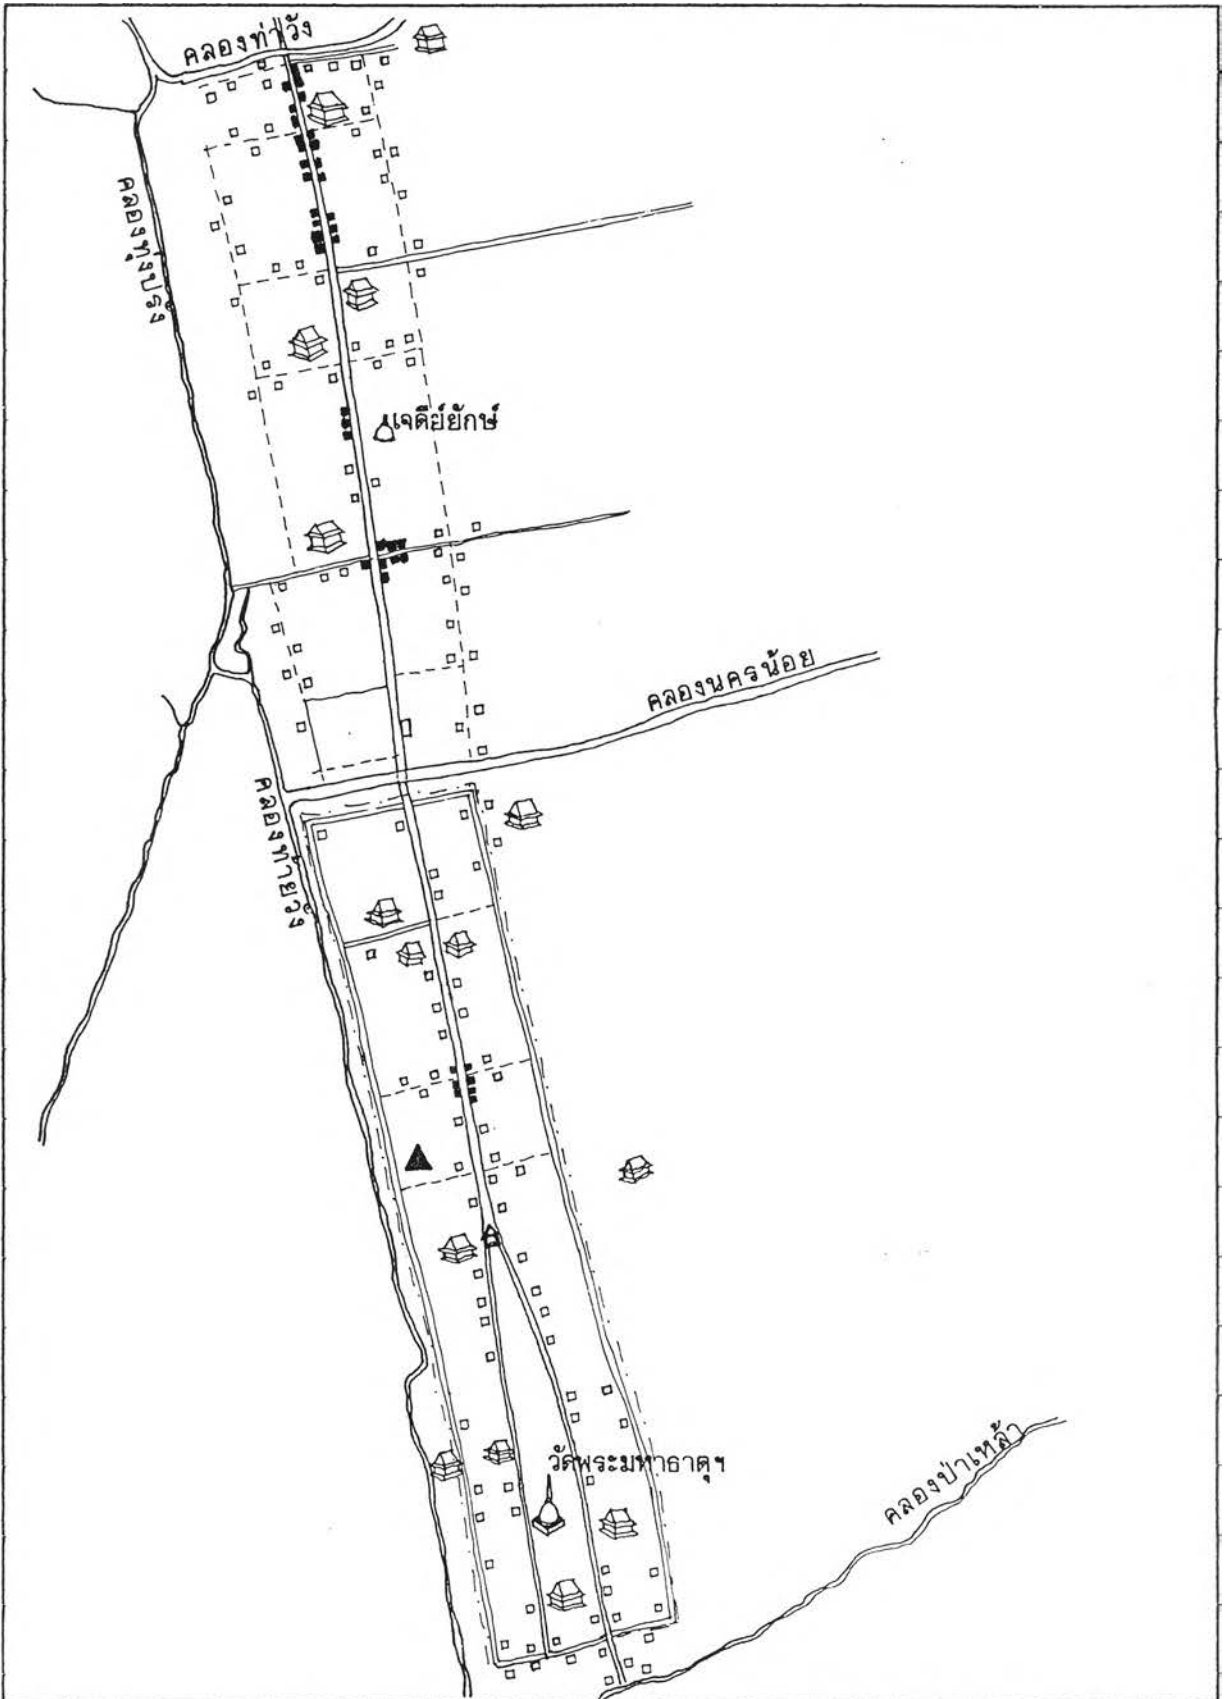 คลองท่าวัง
คลองทุ่งปรัง
เจดีย์ยักษ์
คลองนครน้อย
คลองท้ายวัง
วัดพระมหาธาตุฯ
คลองป่าเหล้า